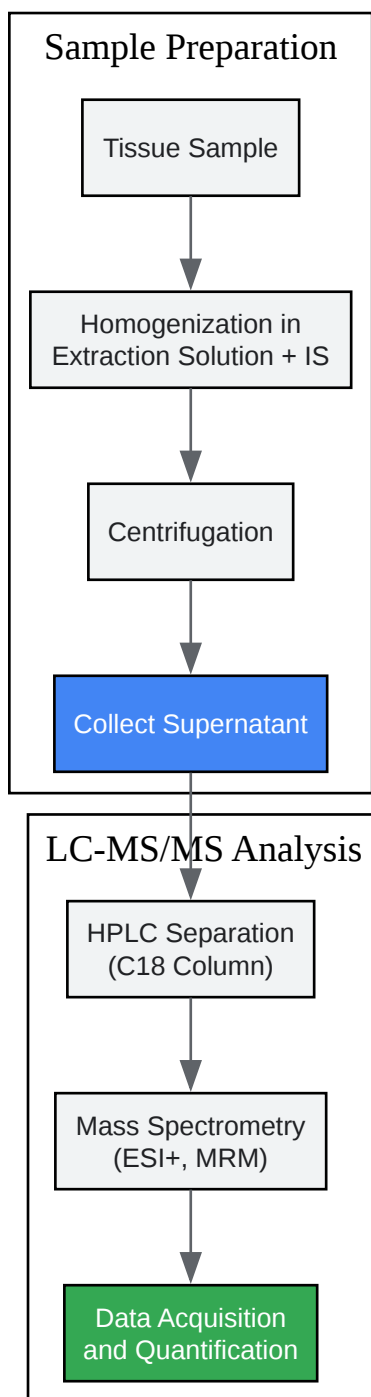 Sample Preparation
Tissue Sample
Homogenization in
Extraction Solution + IS
Centrifugation
Collect Supernatant
LC-MS/MS Analysis
HPLC Separation
(C18 Column)
Mass Spectrometry
(ESI+, MRM)
Data Acquisition
and Quantification